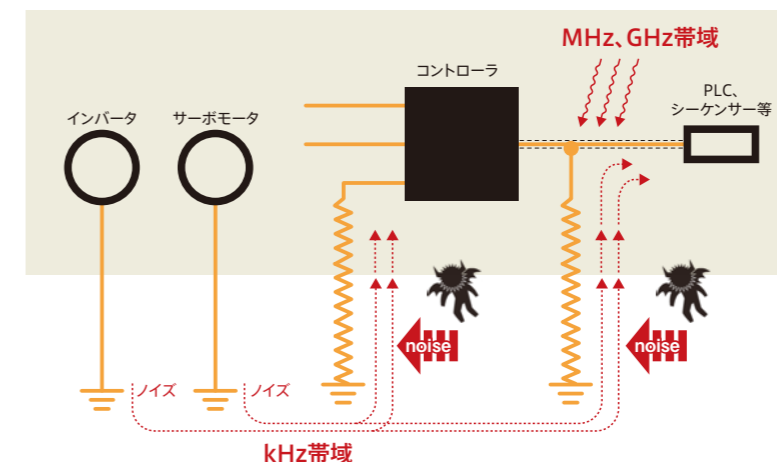 MHz、GHz帯域
コントローラ
PLC、
シーケンサー等
インバータ
サーボモータ
noise
noise
ノイズ
ノイズ
kHz帯域